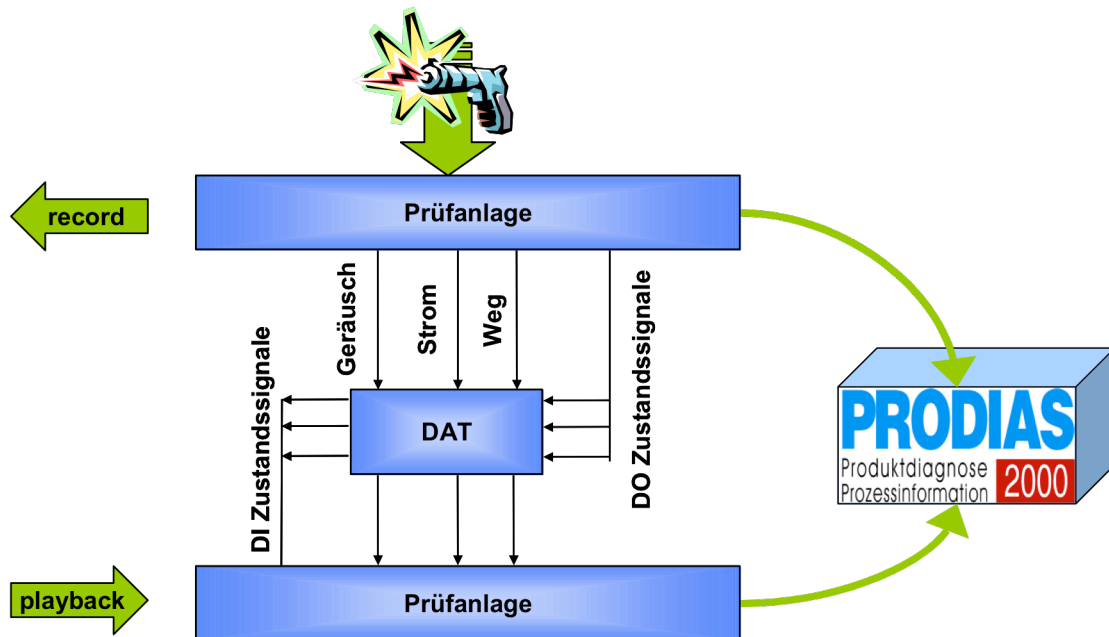 record
Prüfanlage
Geräusch
Strom
Weg
DO Zustandssignale
DI Zustandssignale
DAT
PRODIAS
Produktdiagnose
Prozessinformation
2000
playback
Prüfanlage